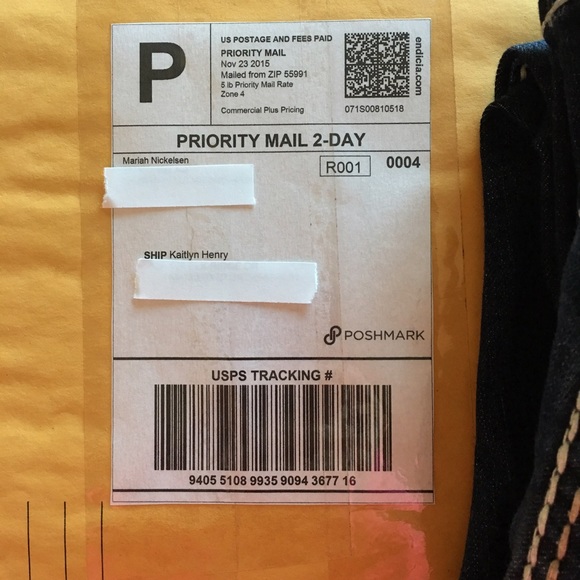 P
US POSTAGE AND FEES PAID
PRIORITY MAIL
Nov 23 2015
Mailed from ZIP 55991
5 lb Priority Mail Rate
Zone 4
Commercial Plus Pricing
endicia.com
071S00810518
PRIORITY MAIL 2-DAY
Mariah Nickelsen
R001
0004
SHIP Kaitlyn Henry
POSHMARK
USPS TRACKING #
9405 5108 9935 9094 3677 16